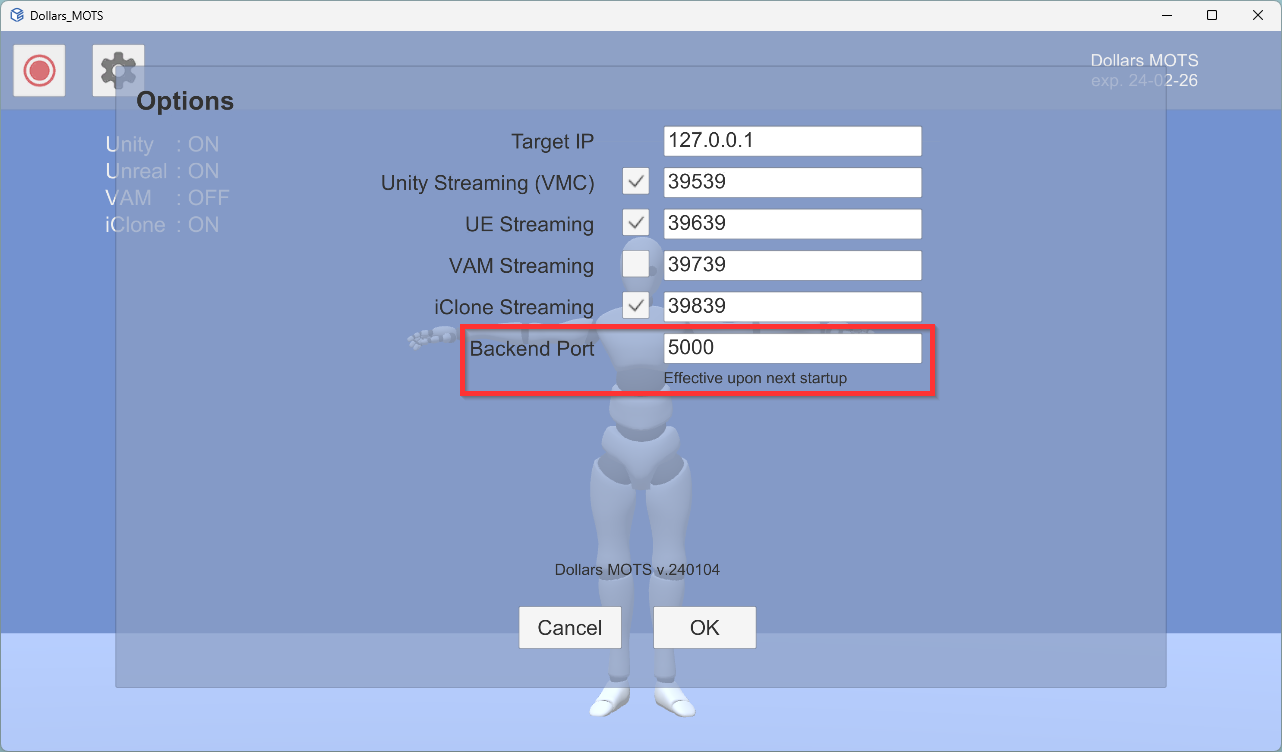 Dollars_MOTS
Dollars MOTS
exp. 24-02-26
Options
Unity : ON
Unreal : ON
VAM : OFF
iClone : ON
Target IP 127.0.0.1
Unity Streaming (VMC) 39539
UE Streaming 39639
VAM Streaming 39739
iClone Streaming 39839
Backend Port 5000
Effective upon next startup
Dollars MOTS v.240104
Cancel OK